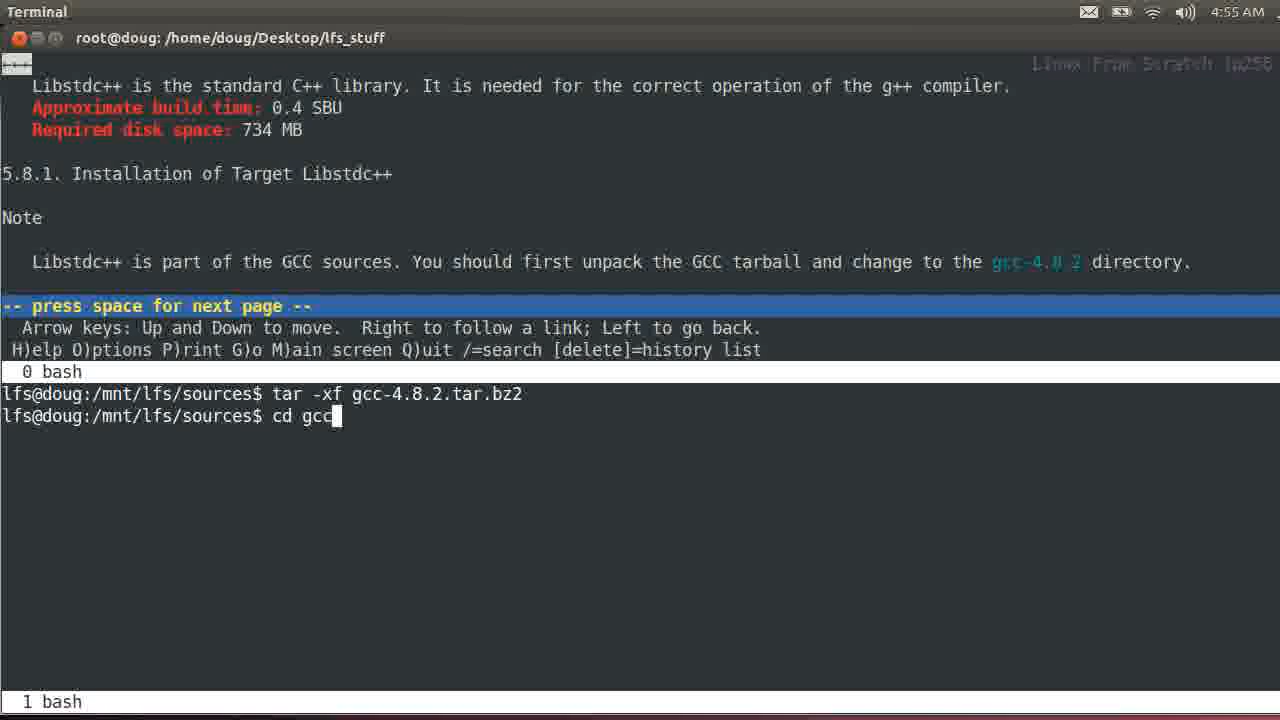 Terminal
4:55 AM
root@doug: /home/doug/Desktop/lfs_stuff
Linux From Scratch (p256
Libstdc++ is the standard C++ library. It is needed for the correct operation of the g++ compiler.
Approximate build time: 0.4 SBU
Required disk space: 734 MB
5.8.1. Installation of Target Libstdc++
Note
Libstdc++ is part of the GCC sources. You should first unpack the GCC tarball and change to the gcc-4.8.2 directory.
-- press space for next page --
Arrow keys: Up and Down to move. Right to follow a link; Left to go back.
H)elp O)ptions P)rint G)o M)ain screen Q)uit /=search [delete]=history list
0 bash
lfs@doug:/mnt/lfs/sources$ tar -xf gcc-4.8.2.tar.bz2
lfs@doug:/mnt/lfs/sources$ cd gcc
1 bash